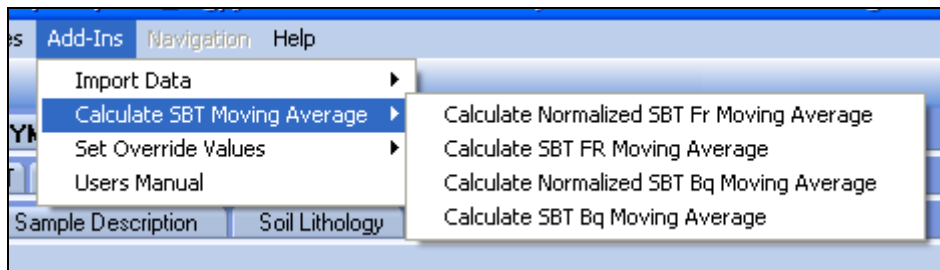 Add-Ins Navigation Help
Import Data
Calculate SBT Moving Average
Set Override Values
Users Manual
Calculate Normalized SBT Fr Moving Average
Calculate SBT FR Moving Average
Calculate Normalized SBT Bq Moving Average
Calculate SBT Bq Moving Average
Sample Description Soil Lithology